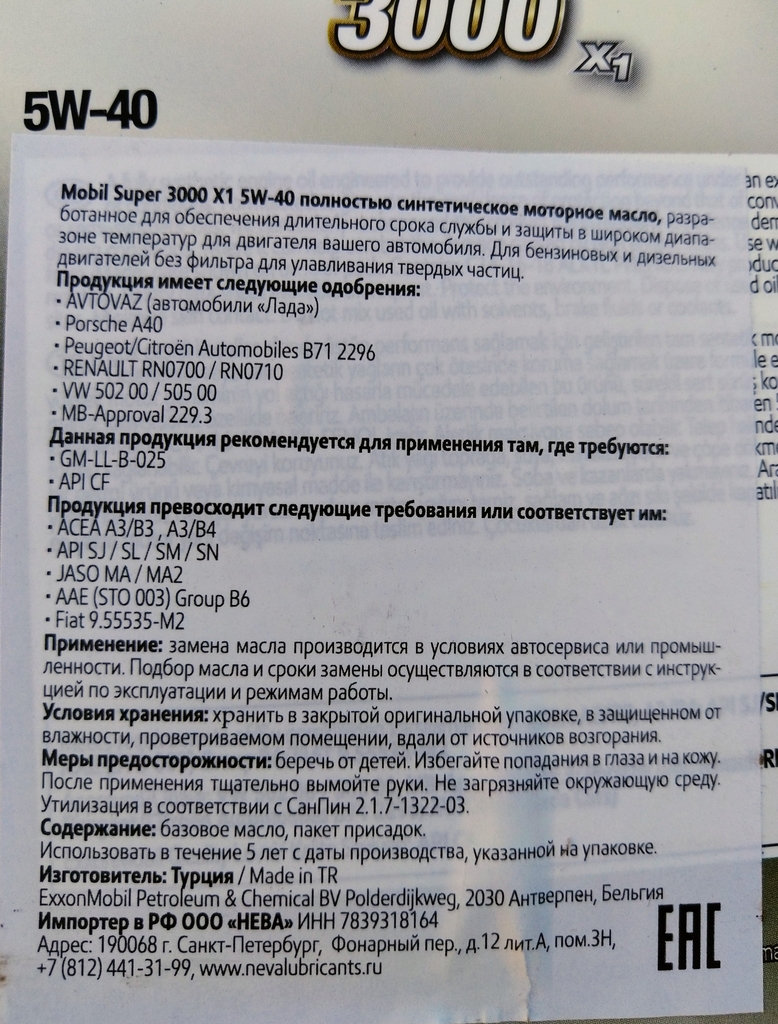 3000
X1
5W-40
Mobil Super 3000 X1 5W-40 полностью синтетическое моторное масло, разра-
ботанное для обеспечения длительного срока службы и защиты в широком диапа-
зоне температур для двигателя вашего автомобиля. Для бензиновых и дизельных
двигателей без фильтра для улавливания твердых частиц.
Продукция имеет следующие одобрения:
· AVTOVAZ (автомобили «Лада»)
· Porsche A40
· Peugeot/Citroën Automobiles B71 2296
· RENAULT RN0700 / RN0710
· VW 502 00 / 505 00
· MB-Approval 229.3
Данная продукция рекомендуется для применения там, где требуются:
· GM-LL-B-025
· API CF
Продукция превосходит следующие требования или соответствует им:
· ACEA A3/B3 , A3/B4
· API SJ / SL / SM / SN
· JASO MA / MA2
· AAE (STO 003) Group B6
· Fiat 9.55535-M2
Применение: замена масла производится в условиях автосервиса или промыш-
ленности. Подбор масла и сроки замены осуществляются в соответствии с инструк-
цией по эксплуатации и режимам работы.
Условия хранения: хранить в закрытой оригинальной упаковке, в защищенном от
влажности, проветриваемом помещении, вдали от источников возгорания.
Меры предосторожности: беречь от детей. Избегайте попадания в глаза и на кожу.
После применения тщательно вымойте руки. Не загрязняйте окружающую среду.
Утилизация в соответствии с СанПин 2.1.7-1322-03.
Содержание: базовое масло, пакет присадок.
Использовать в течение 5 лет с даты производства, указанной на упаковке.
Изготовитель: Турция / Made in TR
ExxonMobil Petroleum & Chemical BV Polderdijkweg, 2030 Антверпен, Бельгия
Импортер в РФ ООО «НЕВА» ИНН 7839318164
Адрес: 190068 г. Санкт-Петербург, Фонарный пер., д.12 лит.А, пом.3Н,
+7 (812) 441-31-99, www.nevalubricants.ru
ЕАС